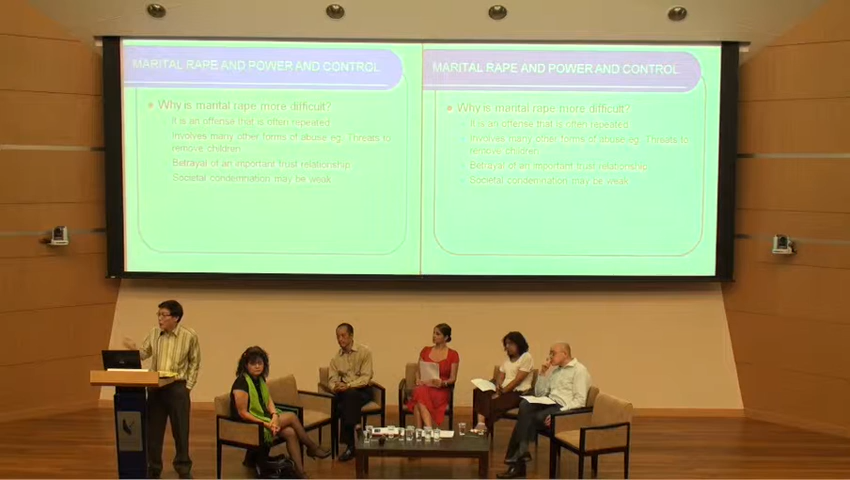 MARITAL RAPE AND POWER AND CONTROL
Why is marital rape more difficult?
It is an offense that is often repeated
Involves many other forms of abuse eg. Threats to
remove children
Betrayal of an important trust relationship
Societal condemnation may be weak
MARITAL RAPE AND POWER AND CONTROL
Why is marital rape more difficult?
It is an offense that is often repeated
Involves many other forms of abuse eg. Threats to
remove children
Betrayal of an important trust relationship
Societal condemnation may be weak